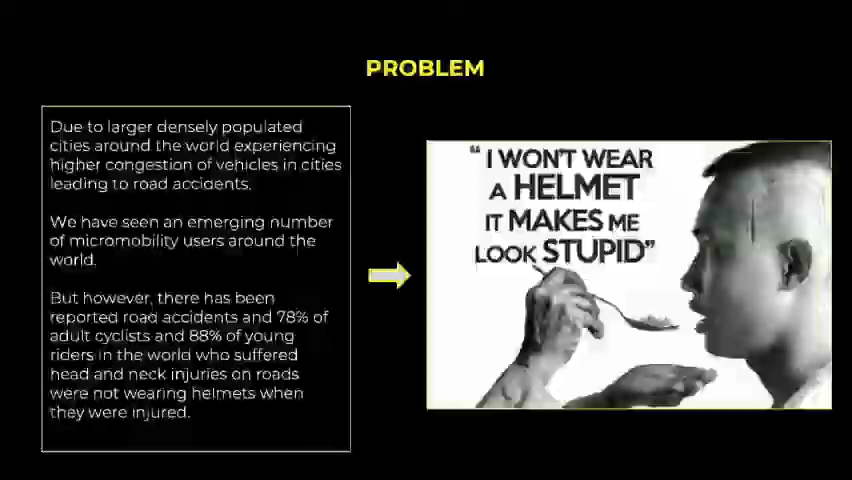 PROBLEM
Due to larger densely populated
cities around the world experiencing
higher congestion of vehicles in cities
leading to road accidents.
We have seen an emerging number
of micromobility users around the
world.
But however, there has been
reported road accidents and 78% of
adult cyclists and 88% of young
riders in the world who suffered
head and neck injuries on roads
were not wearing helmets when
they were injured.
“ I WON'T WEAR
A HELMET
IT MAKES ME
LOOK STUPID”